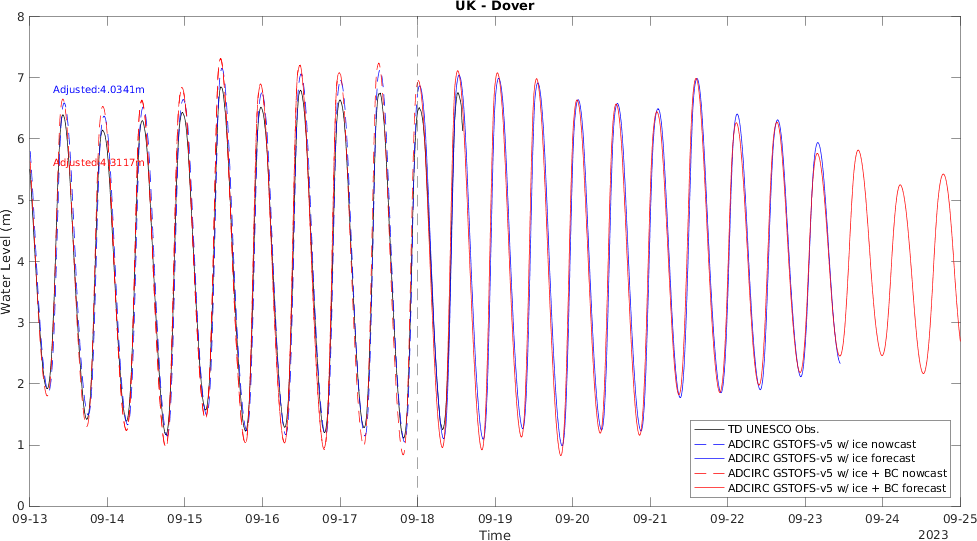 UK - Dover
8
7
6
5
4
3
2
1
0
Water Level (m)
Adjusted:4.0341m
Adjusted:4.3117m
TD UNESCO Obs.
ADCIRC GSTOFS-v5 w/ ice nowcast
ADCIRC GSTOFS-v5 w/ ice forecast
ADCIRC GSTOFS-v5 w/ ice + BC nowcast
ADCIRC GSTOFS-v5 w/ ice + BC forecast
09-13 09-14 09-15 09-16 09-17 09-18 09-19 09-20 09-21 09-22 09-23 09-24 09-25
Time
2023